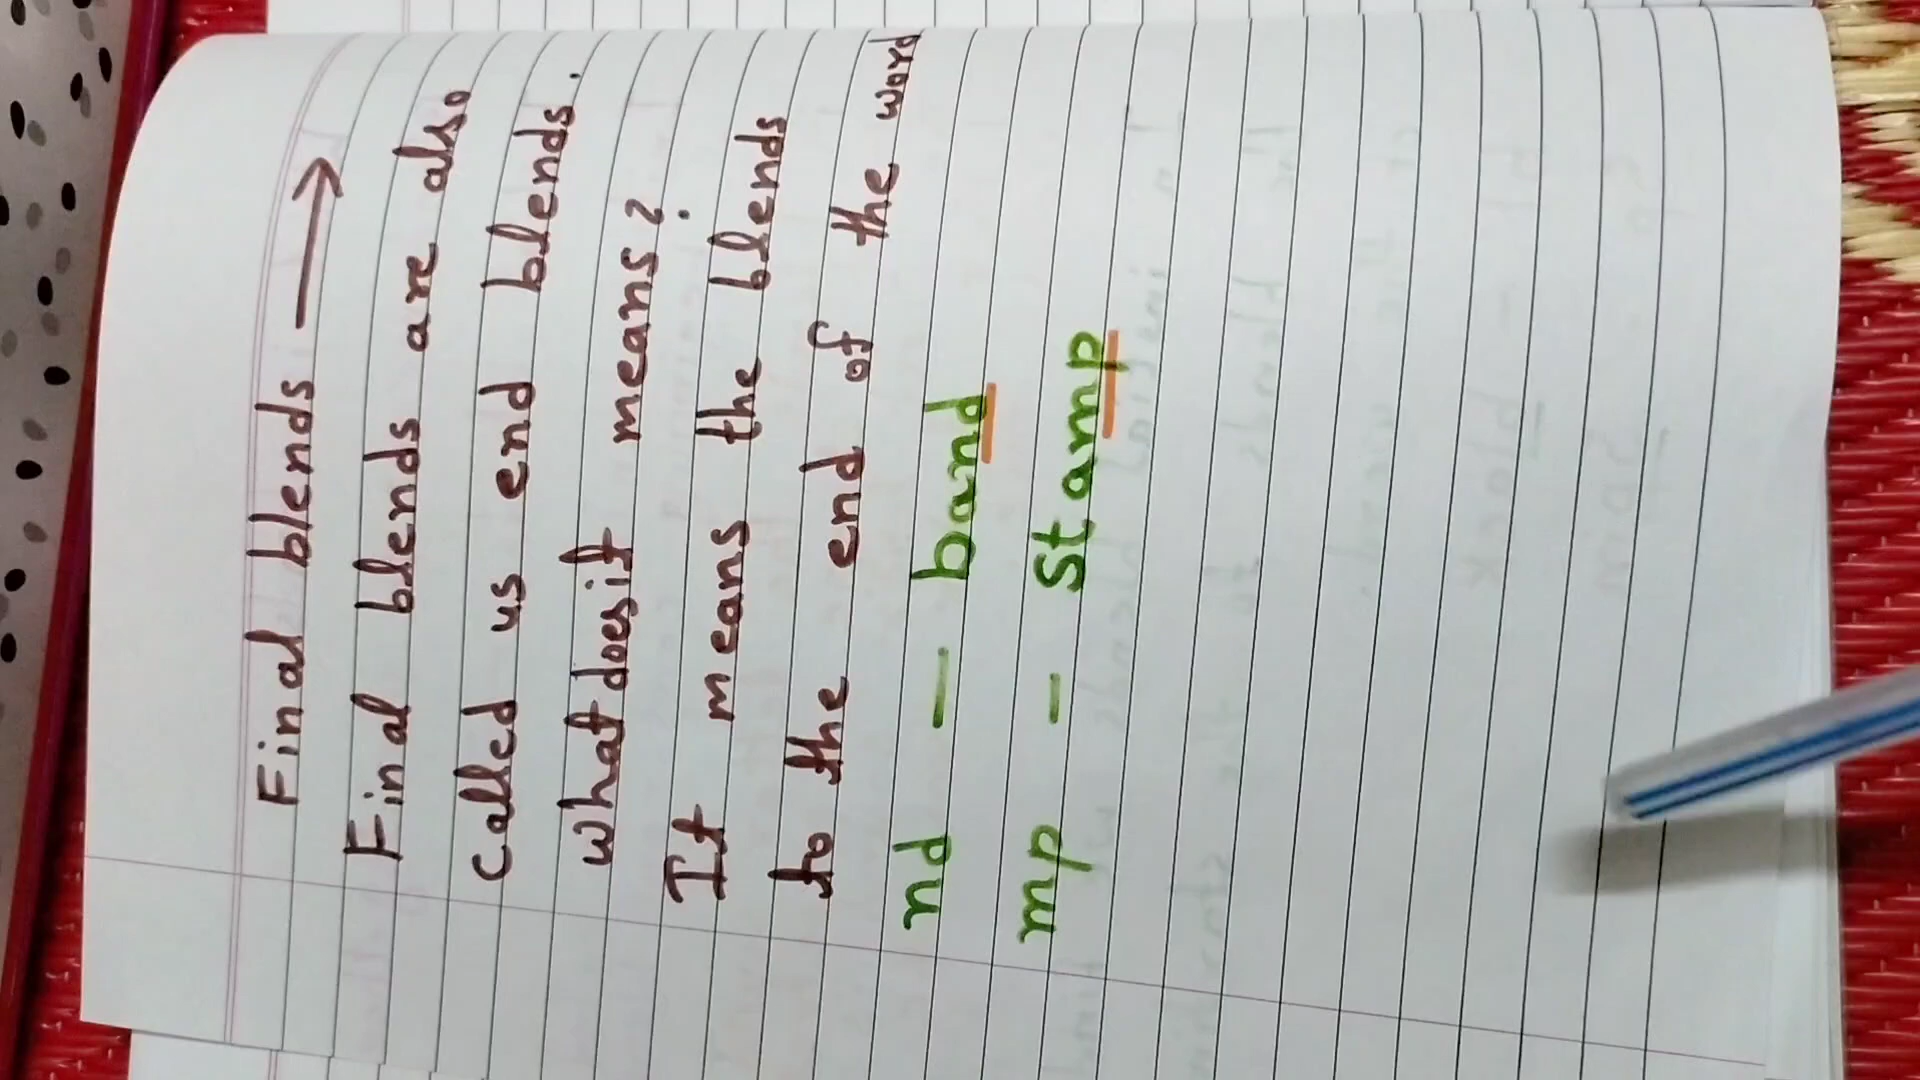 Final blends →
Final blends are also
called us end blends.
What does it means?
It means the blends
to the end of the word
nd – band
mp – stamp